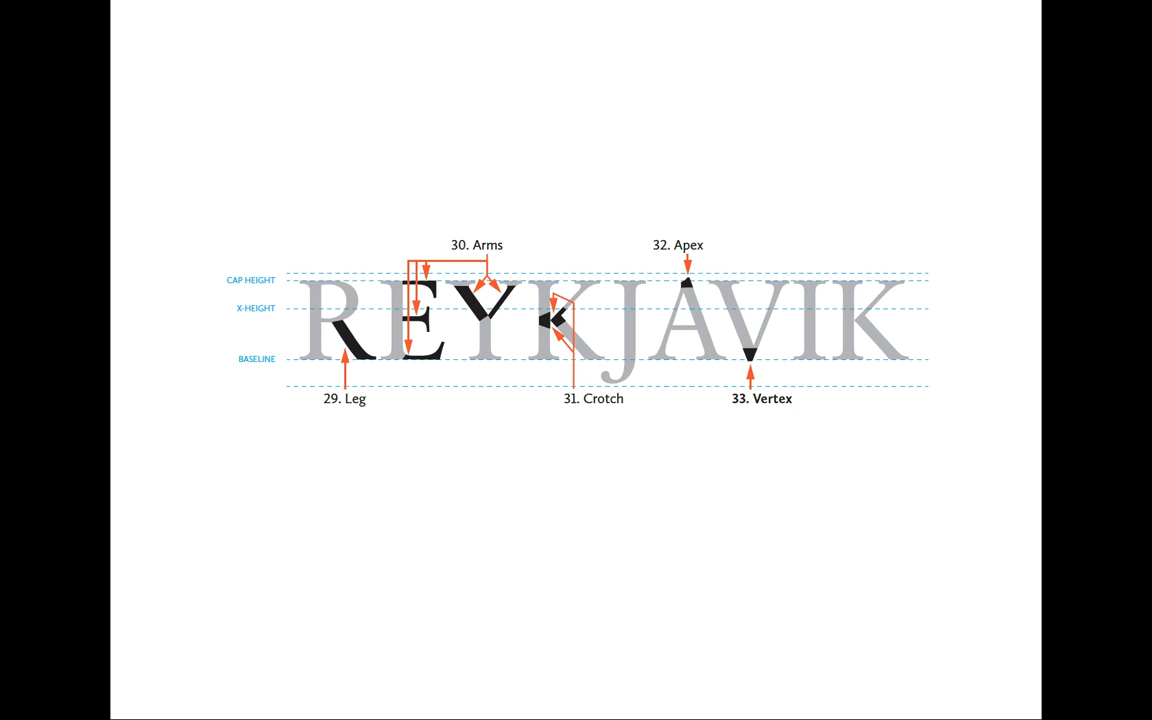 30. Arms
32. Apex
CAP HEIGHT
X-HEIGHT
BASELINE
REYKJAVIK
29. Leg
31. Crotch
33. Vertex